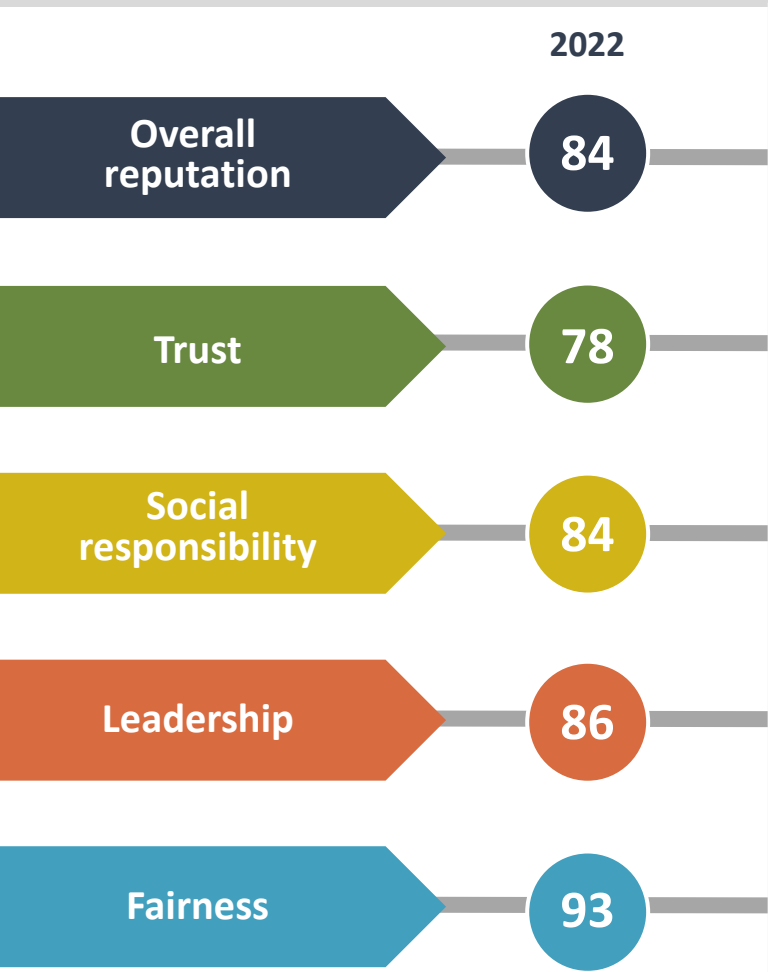 2022
Overall
reputation
84
Trust
78
Social
responsibility
84
Leadership
86
Fairness
93